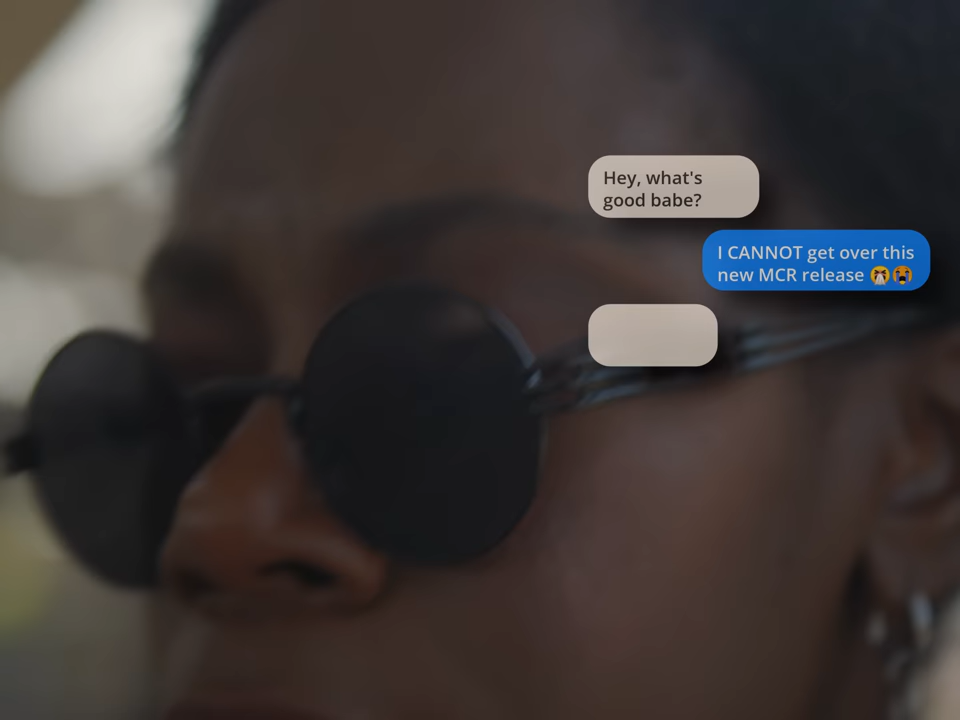 Hey, what's
good babe?
I CANNOT get over this
new MCR release 🤧😭